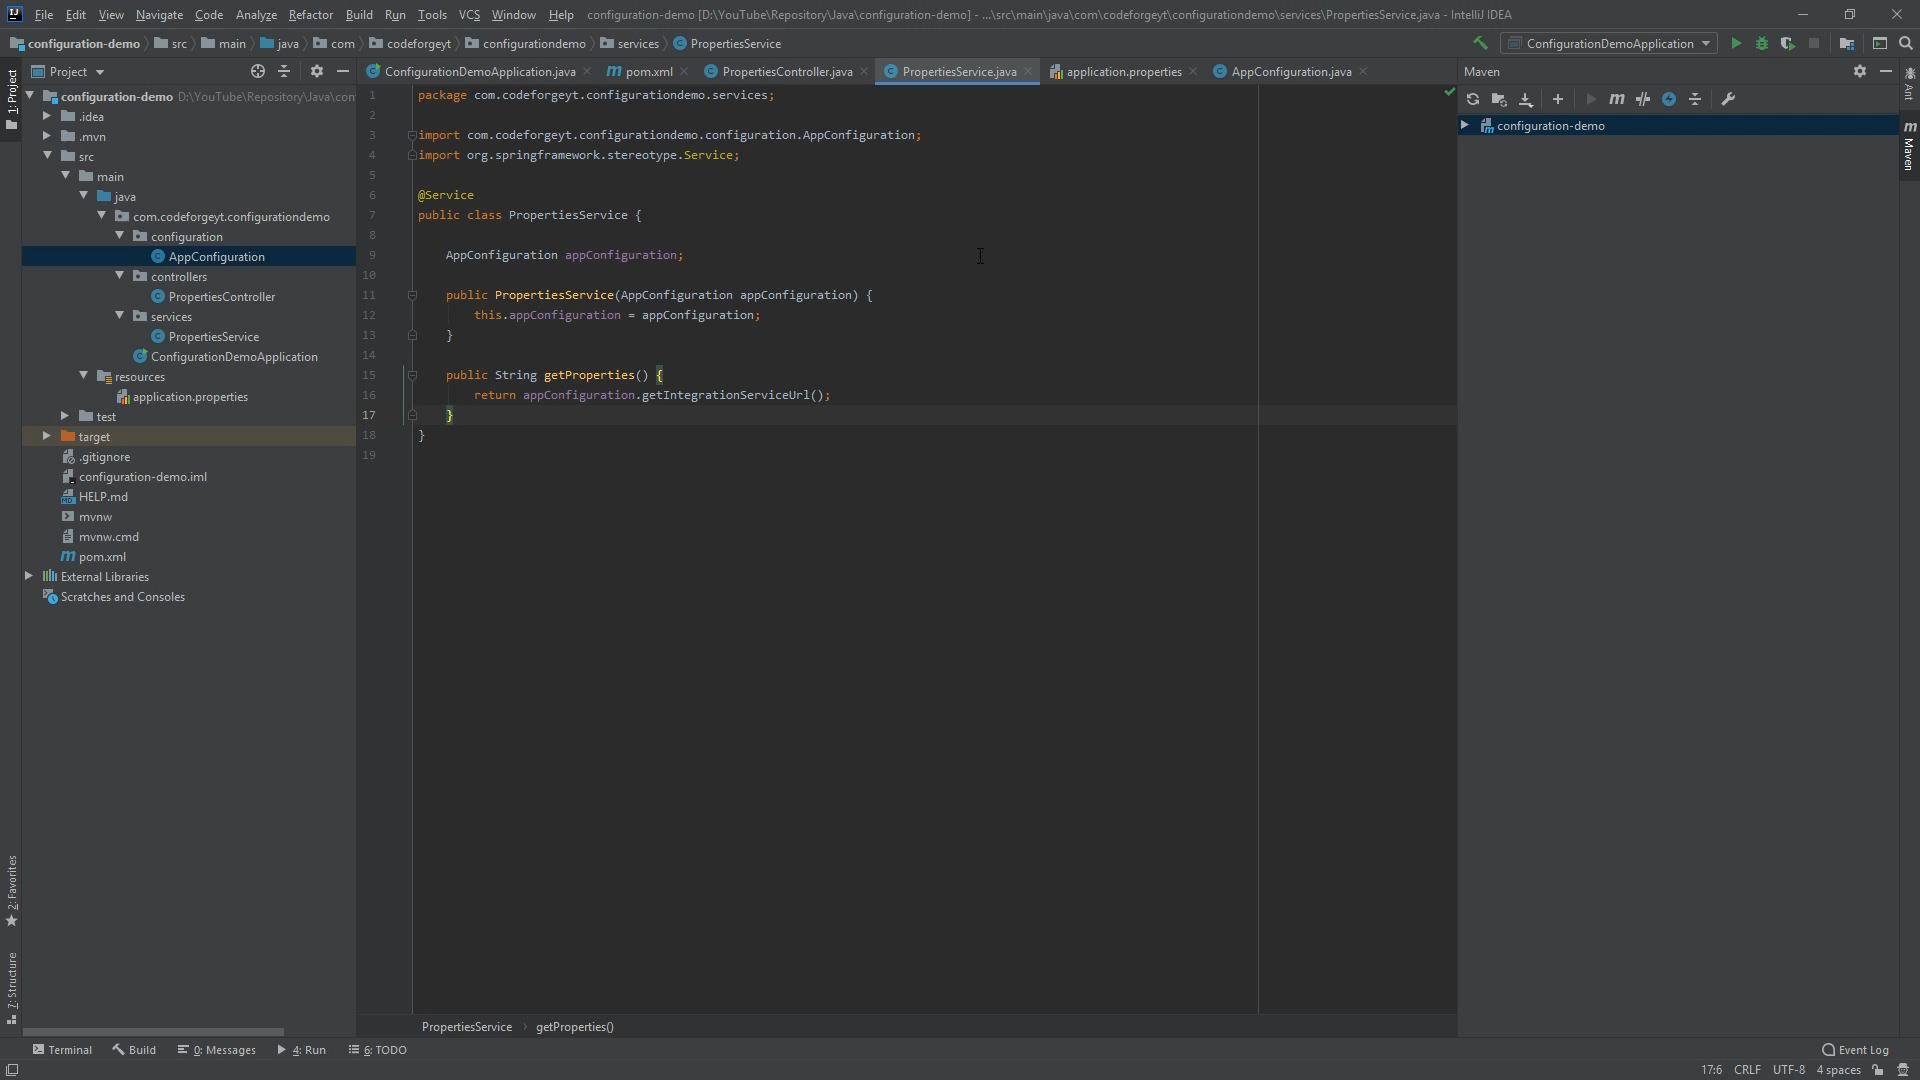 File Edit View Navigate Code Analyze Refactor Build Run Tools VCS Window Help configuration-demo [D:\YouTube\Repository\Java\configuration-demo] - ...\src\main\java\com\codeforgeyt\configurationdemo\services\PropertiesService.java - IntelliJ IDEA
configuration-demo src main java com codeforgeyt configurationdemo services PropertiesService
ConfigurationDemoApplication
Project
ConfigurationDemoApplication.java pom.xml PropertiesController.java PropertiesService.java application.properties AppConfiguration.java
Maven
1: Project
configuration-demo D:\YouTube\Repository\Java\con
.idea
.mvn
src
main
java
com.codeforgeyt.configurationdemo
configuration
AppConfiguration
controllers
PropertiesController
services
PropertiesService
ConfigurationDemoApplication
resources
application.properties
test
target
.gitignore
configuration-demo.iml
HELP.md
mvnw
mvnw.cmd
pom.xml
External Libraries
Scratches and Consoles
2: Favorites
7: Structure
1 package com.codeforgeyt.configurationdemo.services;
2
3 import com.codeforgeyt.configurationdemo.configuration.AppConfiguration;
4 import org.springframework.stereotype.Service;
5
6 @Service
7 public class PropertiesService {
8
9 AppConfiguration appConfiguration;
10
11 public PropertiesService(AppConfiguration appConfiguration) {
12 this.appConfiguration = appConfiguration;
13 }
14
15 public String getProperties() {
16 return appConfiguration.getIntegrationServiceUrl();
17 }
18 }
19
PropertiesService getProperties()
configuration-demo
Ant
Maven
Terminal Build 0: Messages 4: Run 6: TODO
Event Log
17:6 CRLF UTF-8 4 spaces